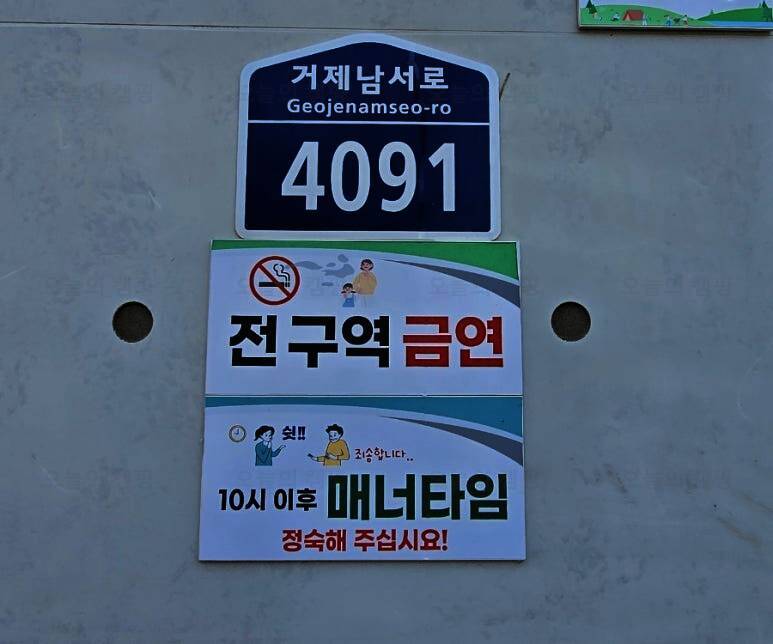 거제남서로
Geojenamseo-ro
4091
전 구역 금연
쉿!!
죄송합니다..
10시 이후 매너타임
정숙해 주십시요!